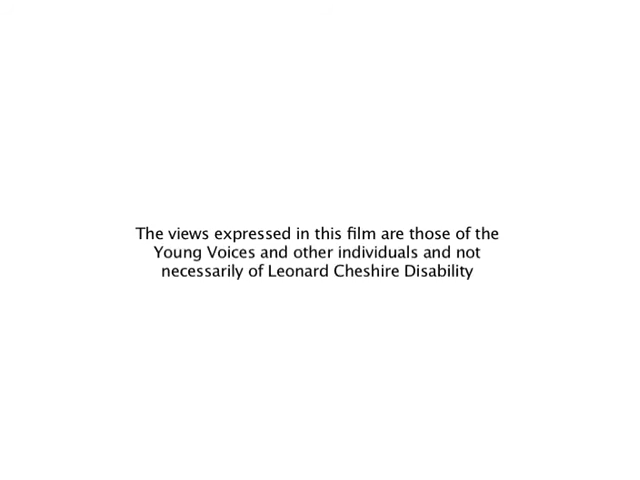 The views expressed in this film are those of the
Young Voices and other individuals and not
necessarily of Leonard Cheshire Disability